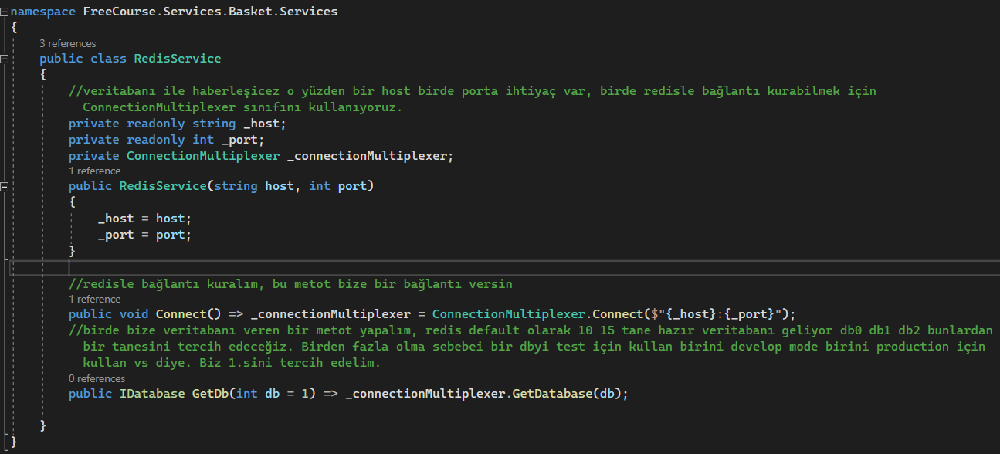 namespace FreeCourse.Services.Basket.Services
{
3 references
public class RedisService
{
//veritabanı ile haberleşicez o yüzden bir host birde porta ihtiyaç var, birde redisle bağlantı kurabilmek için
ConnectionMultiplexer sınıfını kullanıyoruz.
private readonly string _host;
private readonly int _port;
private ConnectionMultiplexer _connectionMultiplexer;
1 reference
public RedisService(string host, int port)
{
_host = host;
_port = port;
}
//redisle bağlantı kuralım, bu metot bize bir bağlantı versin
1 reference
public void Connect() => _connectionMultiplexer = ConnectionMultiplexer.Connect($"{_host}:{_port}");
//birde bize veritabanı veren bir metot yapalım, redis default olarak 10 15 tane hazır veritabanı geliyor db0 db1 db2 bunlardan
bir tanesini tercih edeceğiz. Birden fazla olma sebebei bir dbyi test için kullan birini develop mode birini production için
kullan vs diye. Biz 1.sini tercih edelim.
0 references
public IDatabase GetDb(int db = 1) => _connectionMultiplexer.GetDatabase(db);
}
}